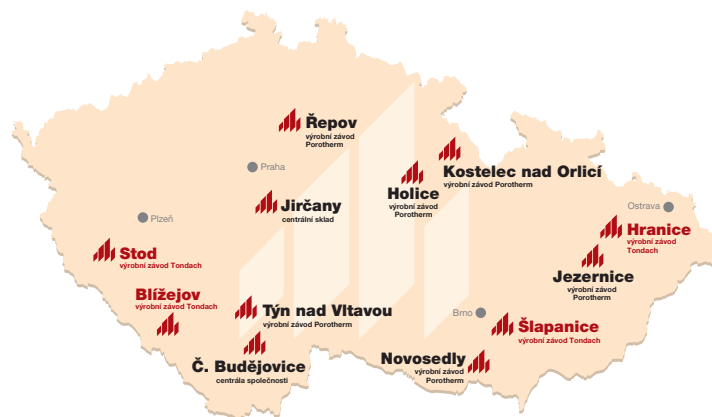 Řepov
výrobní závod
Porotherm
Kostelec nad Orlicí
výrobní závod Porotherm
Praha
Holice
výrobní závod
Porotherm
Jirčany
centrální sklad
Ostrava
Plzeň
Hranice
výrobní závod
Tondach
Stod
výrobní závod Tondach
Jezernice
výrobní závod
Porotherm
Blížejov
výrobní závod Tondach
Týn nad Vltavou
výrobní závod Porotherm
Brno
Šlapanice
výrobní závod Tondach
Č. Budějovice
centrála společnosti
Novosedly
výrobní závod
Porotherm